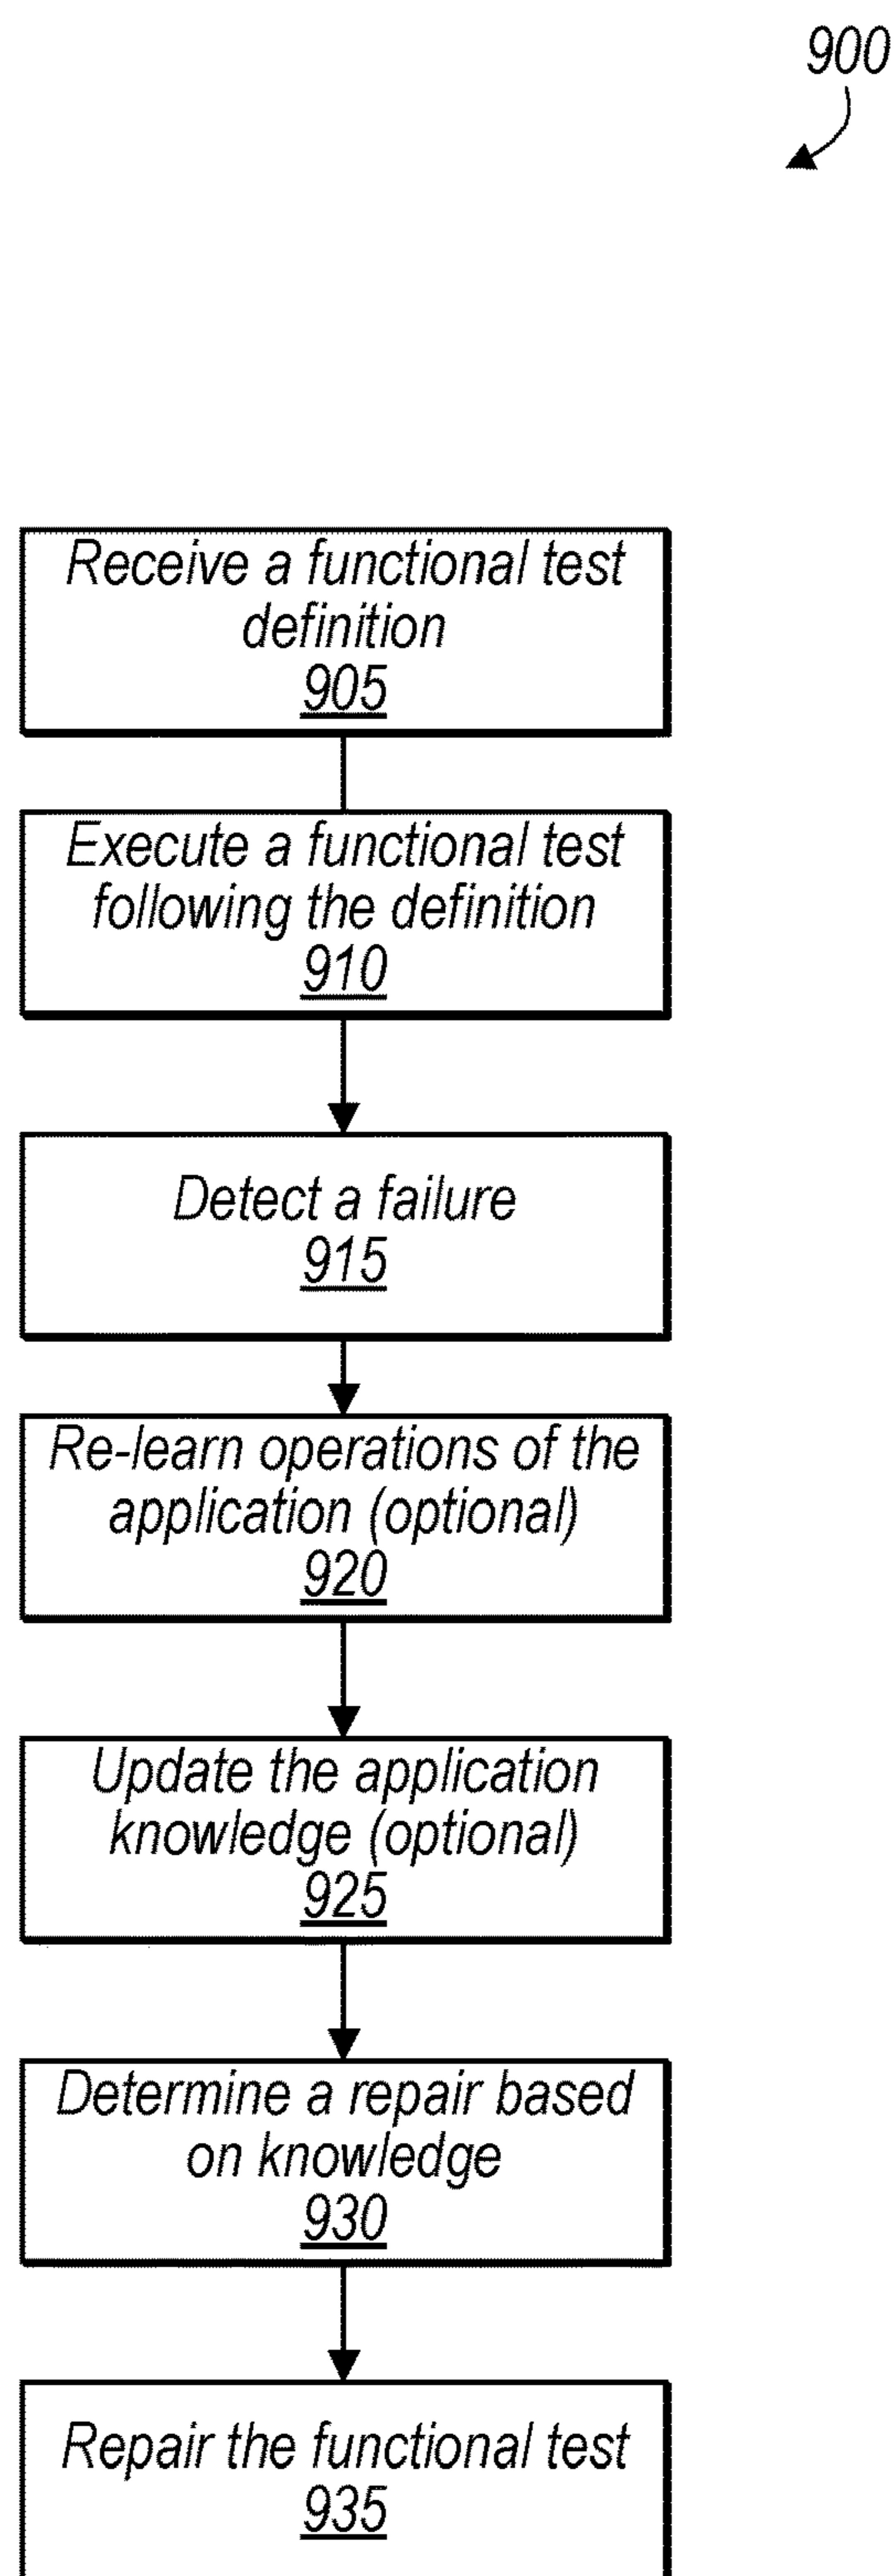 900
Receive a functional test
definition
905
Execute a functional test
following the definition
910
Detect a failure
915
Re-learn operations of the
application (optional)
920
Update the application
knowledge (optional)
925
Determine a repair based
on knowledge
930
Repair the functional test
935